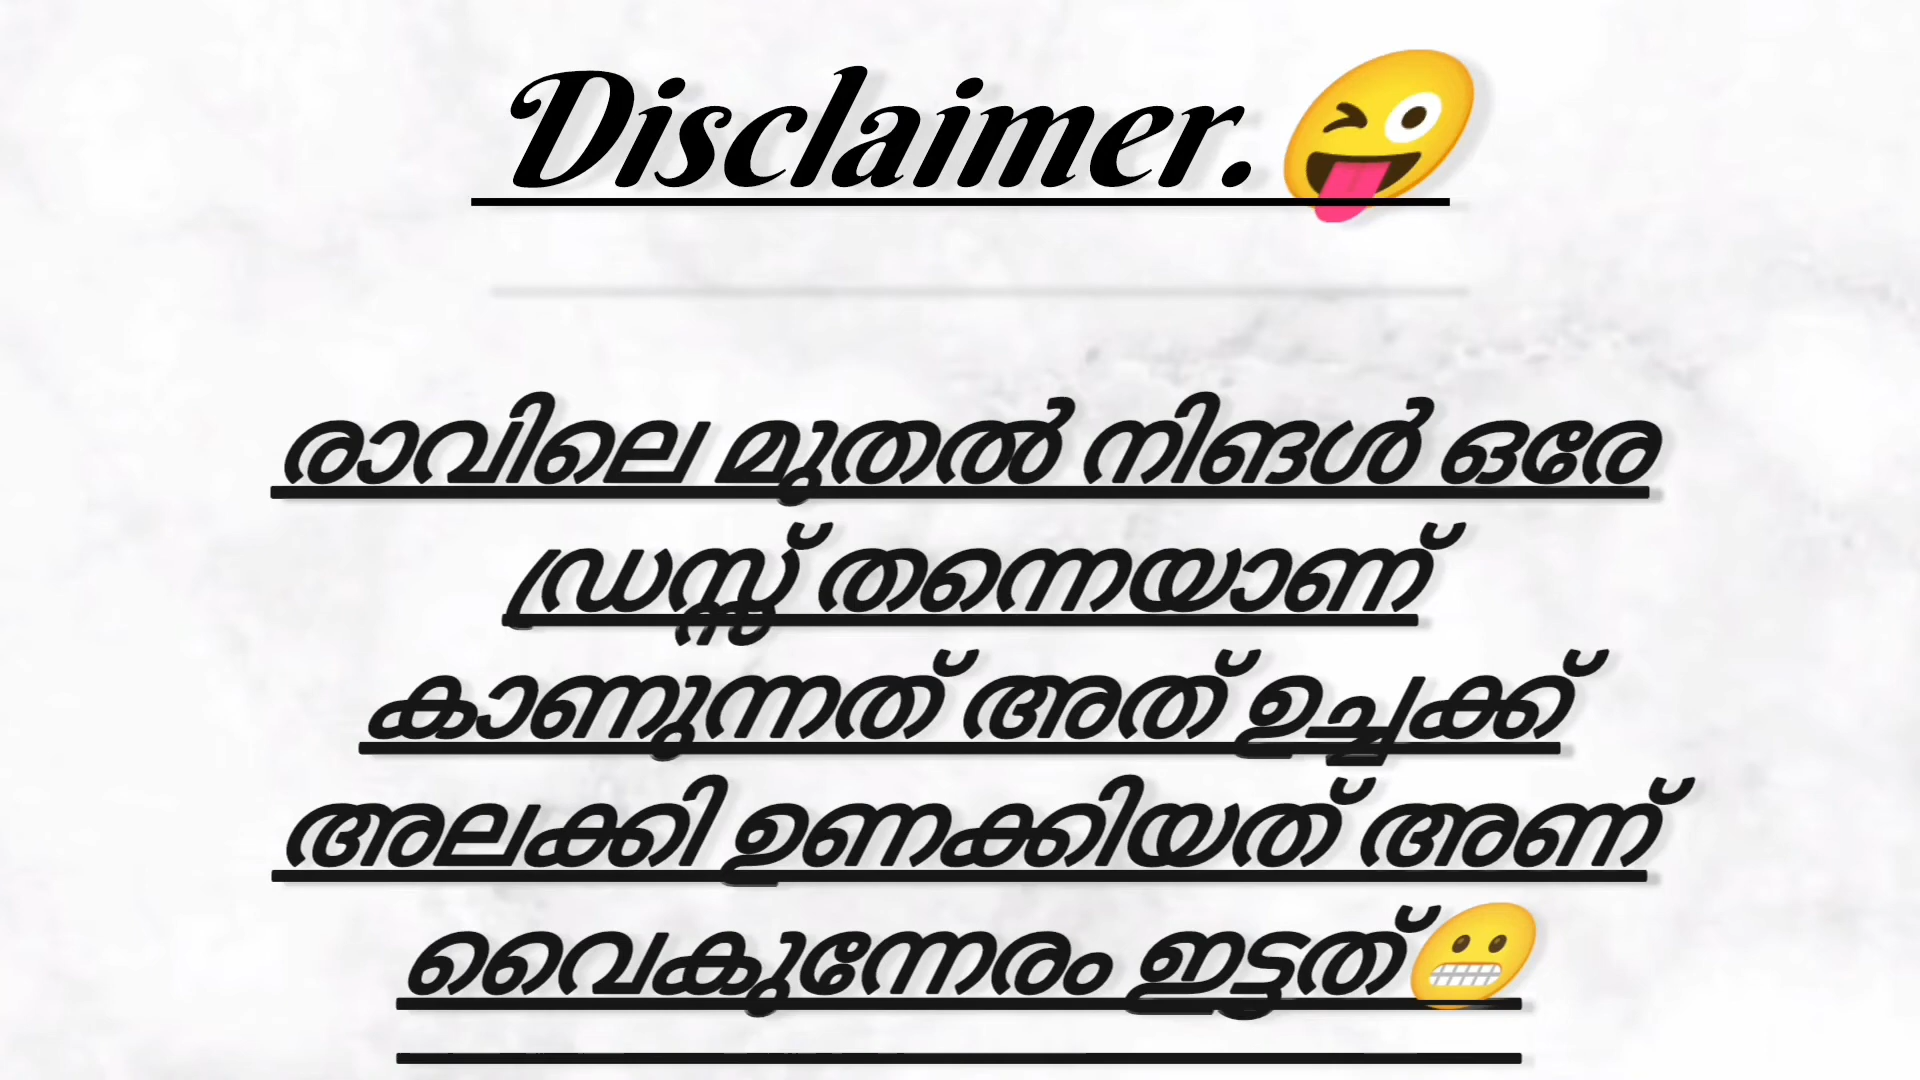 Disclaimer.😜
രാവിലെ മുതൽ നിങൾ ഒരേ
ഡ്രസ്സ് തന്നെയാണ്
കാണുന്നത് അത് ഉച്ചക്ക്
അലക്കി ഉണക്കിയത് അണ്
വൈകുന്നേരം ഇട്ടത്😬